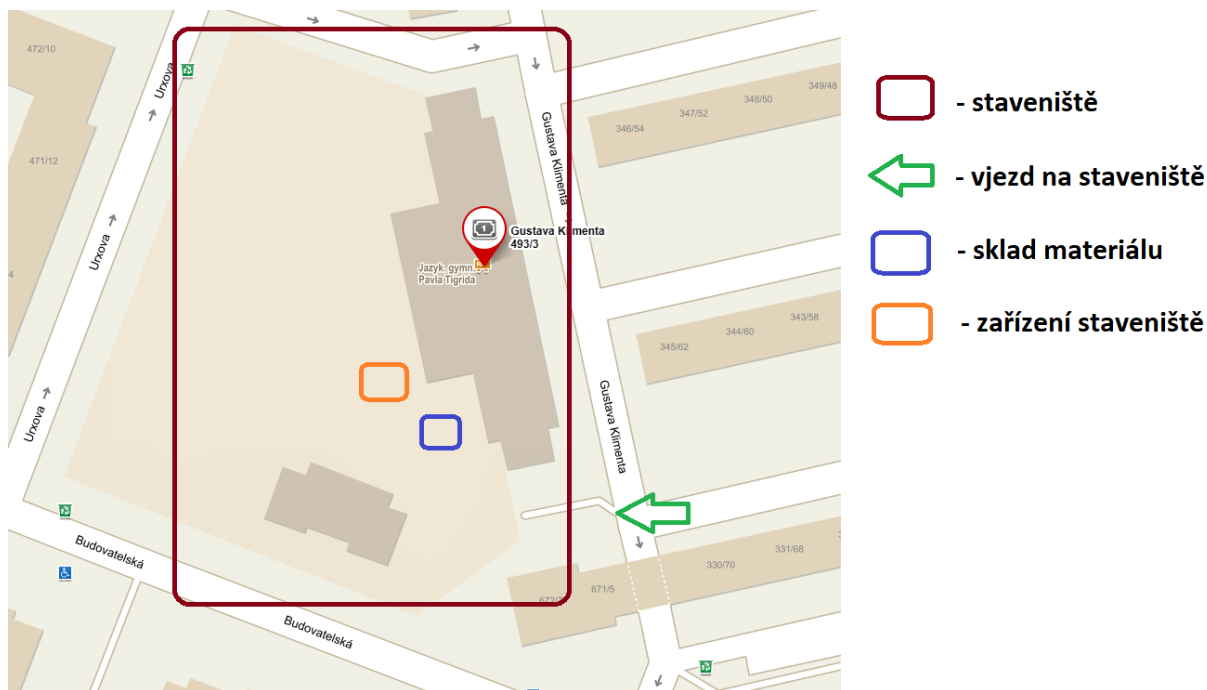 472/10
Urxova
349/48
348/50
347/52
346/54
471/12
Gustava Klimenta
Gustava Klimenta
493/3
Jazyk. gymn.
Pavla Tigrida
Urxova
343/58
344/60
345/62
Urxova
Gustava Klimenta
Budovatelská
331/68
330/70
671/5
Budovatelská
- staveniště
- vjezd na staveniště
- sklad materiálu
- zařízení staveniště